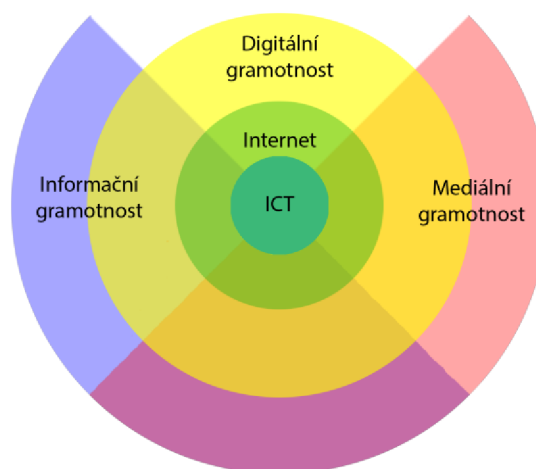 Digitální
gramotnost
Internet
Informační
gramotnost
ICT
Mediální
gramotnost